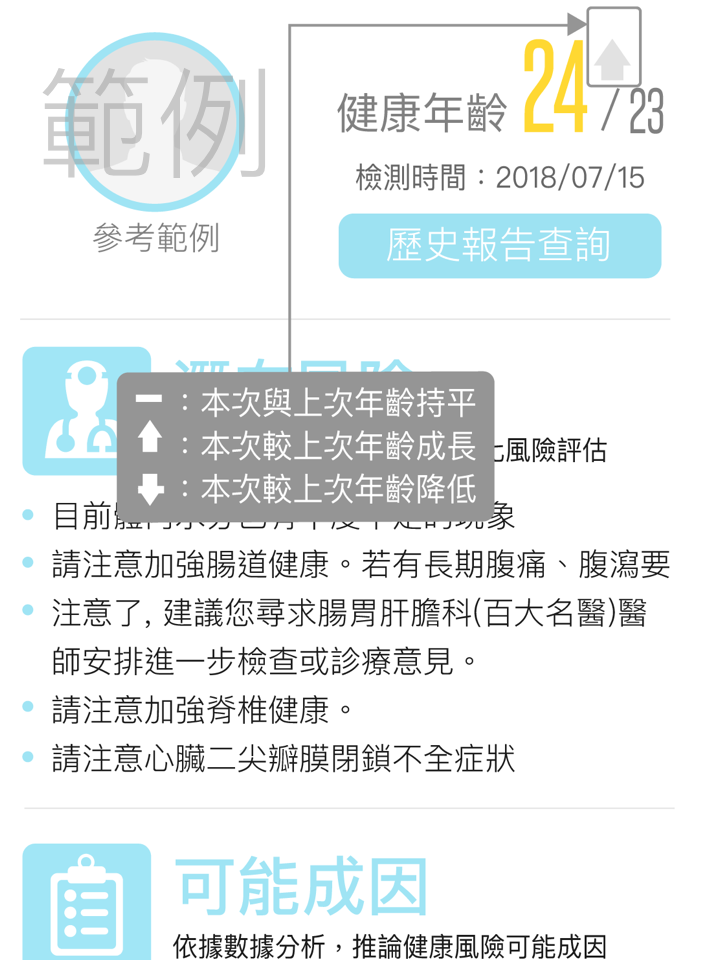 範例
參考範例
健康年齡 24 / 23
檢測時間：2018/07/15
歷史報告查詢
：本次與上次年齡持平
：本次較上次年齡成長
：本次較上次年齡降低
風險評估
目前
請注意加強腸道健康。若有長期腹痛、腹瀉要
注意了, 建議您尋求腸胃肝膽科(百大名醫)醫
師安排進一步檢查或診療意見。
請注意加強脊椎健康。
請注意心臟二尖瓣膜閉鎖不全症狀
可能成因
依據數據分析，推論健康風險可能成因